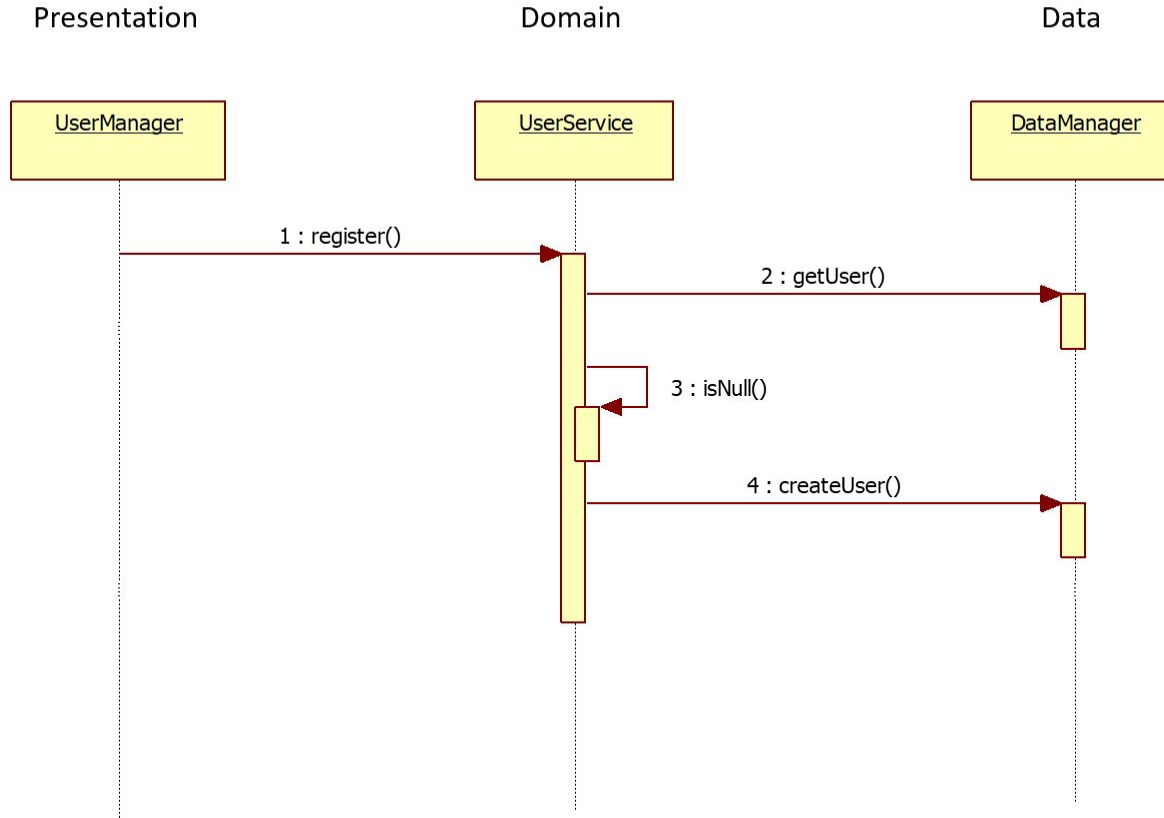 Presentation
Domain
Data
UserManager
UserService
DataManager
1 : register()
2 : getUser()
3 : isNull()
4 : createUser()